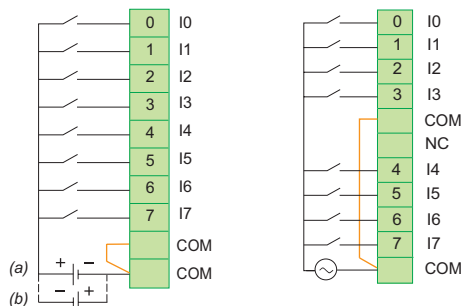 0 I0
1 I1
2 I2
3 I3
4 I4
5 I5
6 I6
7 I7
COM
(a) + − COM
(b) − +
0 I0
1 I1
2 I2
3 I3
COM
NC
4 I4
5 I5
6 I6
7 I7
COM